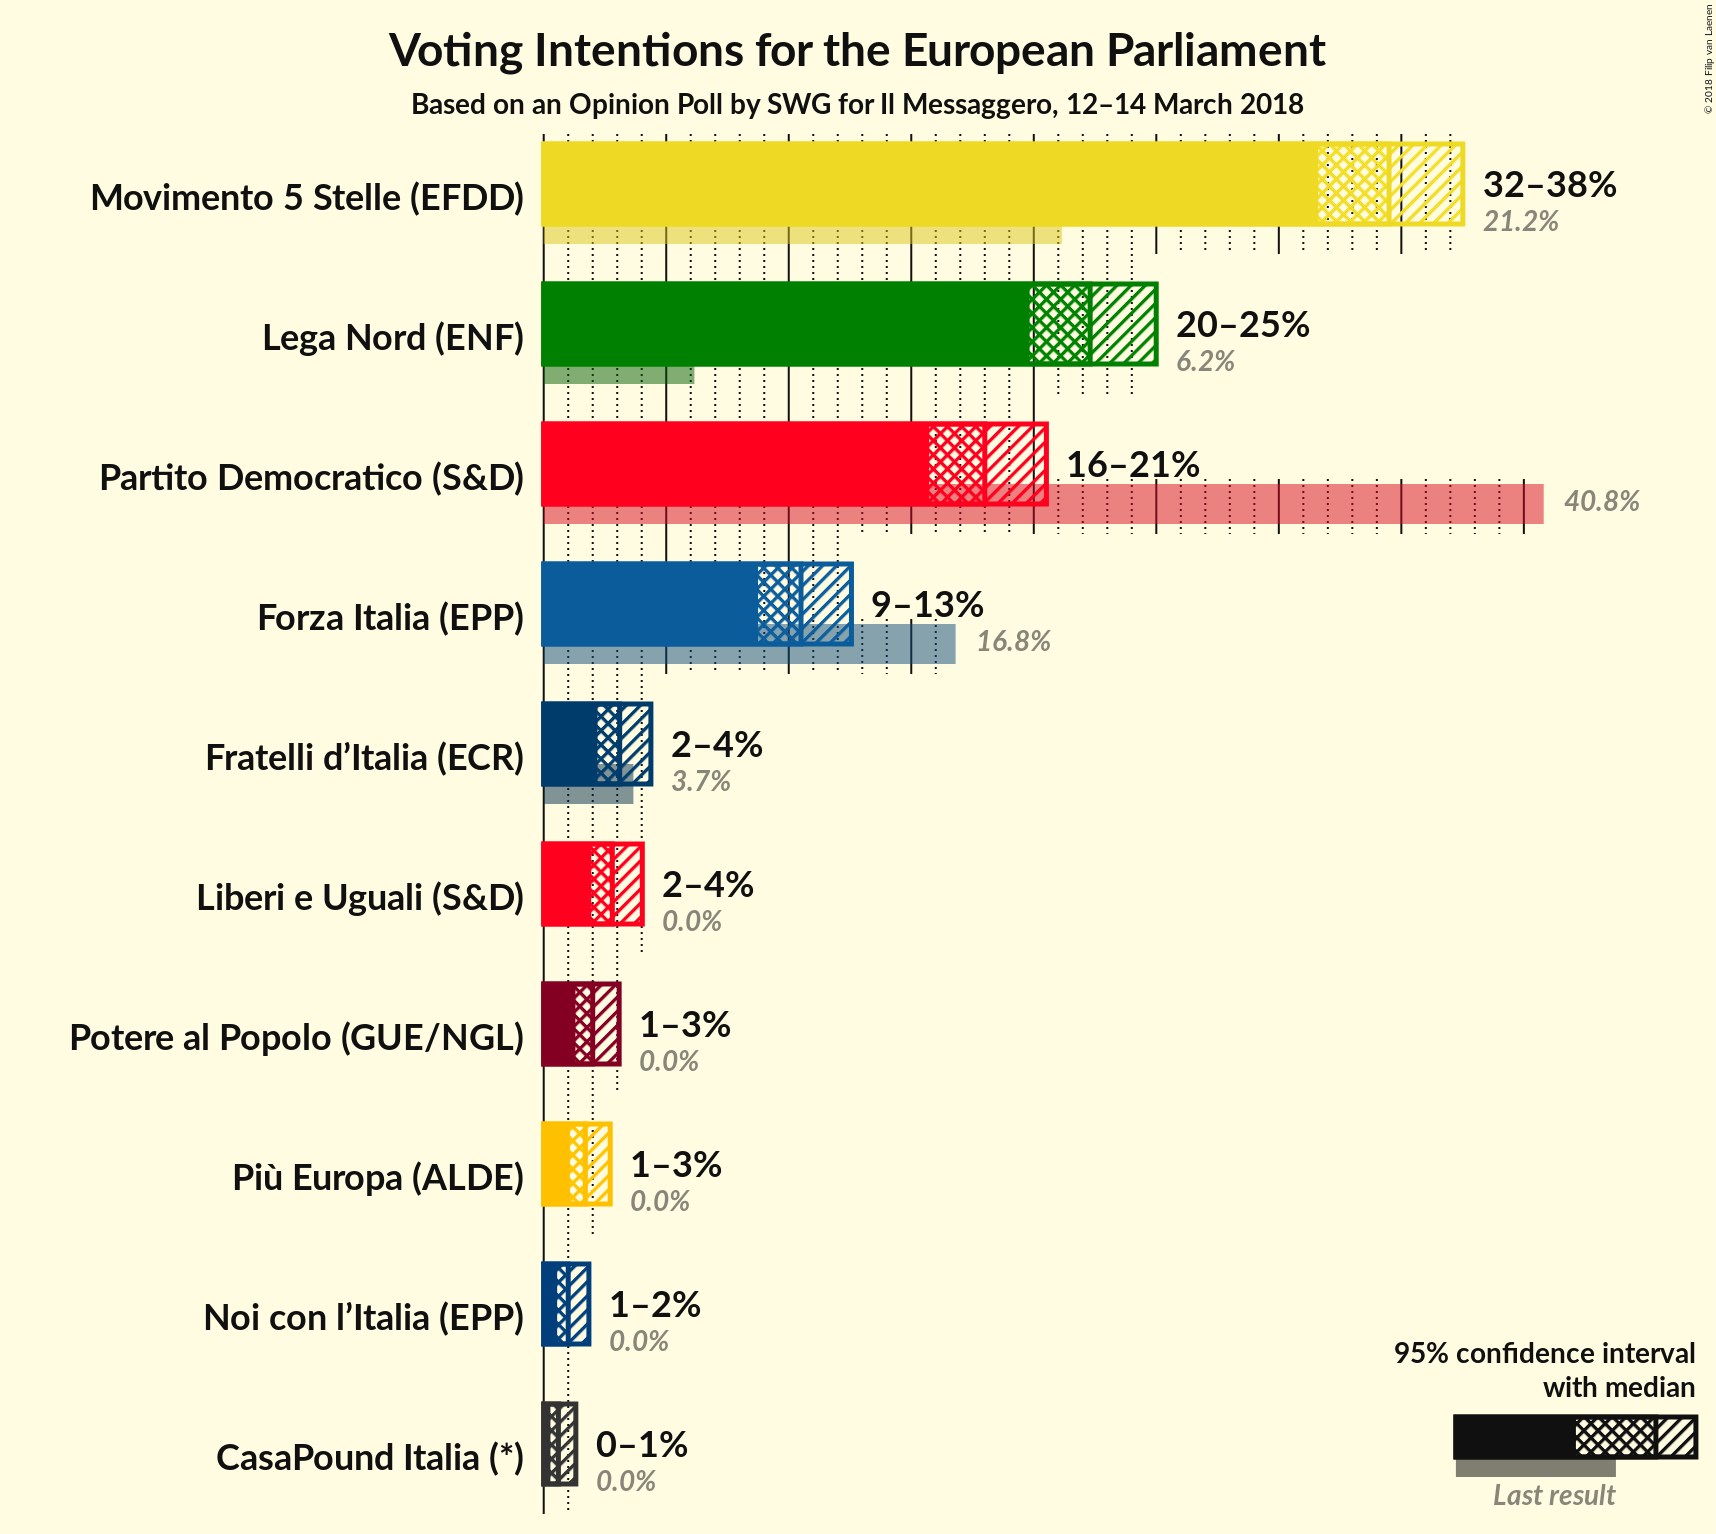 Voting Intentions for the European Parliament
Based on an Opinion Poll by SWG for Il Messaggero, 12–14 March 2018
© 2018 Filip van Laenen
Movimento 5 Stelle (EFDD)
32–38%
21.2%
Lega Nord (ENF)
20–25%
6.2%
Partito Democratico (S&D)
16–21%
40.8%
Forza Italia (EPP)
9–13%
16.8%
Fratelli d’Italia (ECR)
2–4%
3.7%
Liberi e Uguali (S&D)
2–4%
0.0%
Potere al Popolo (GUE/NGL)
1–3%
0.0%
Più Europa (ALDE)
1–3%
0.0%
Noi con l’Italia (EPP)
1–2%
0.0%
CasaPound Italia (*)
0–1%
0.0%
95% confidence interval
with median
Last result